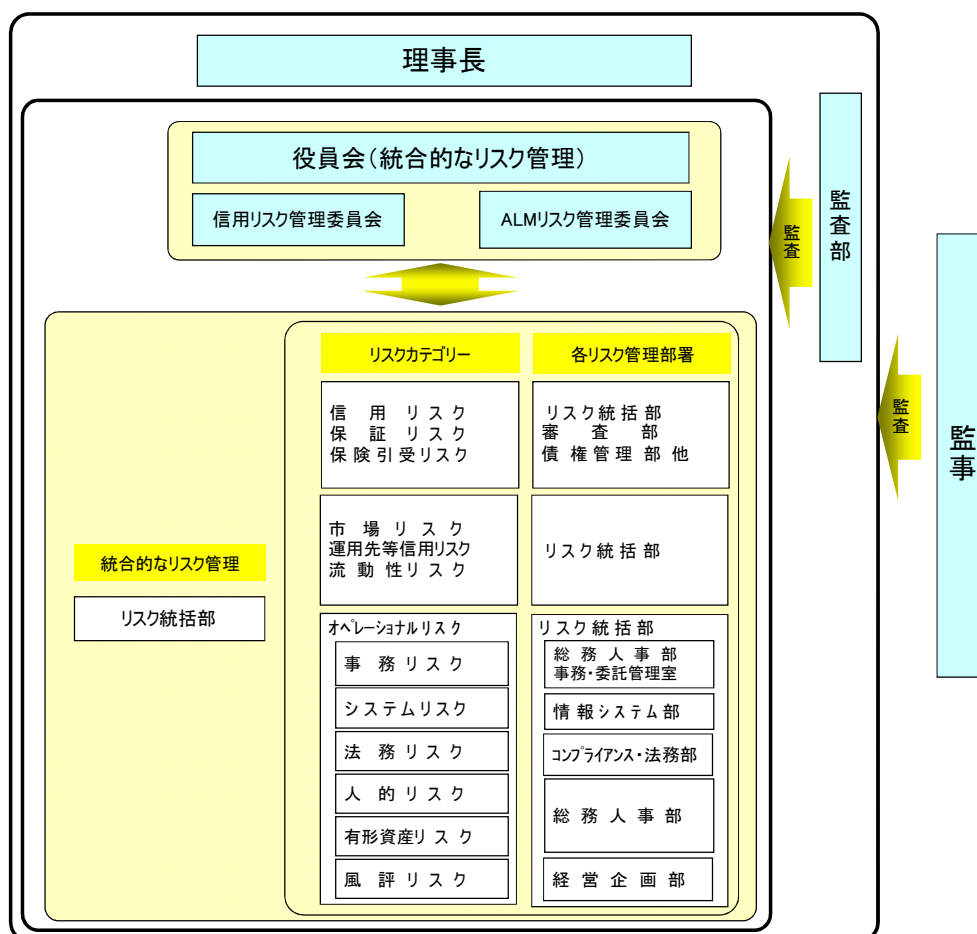 理事長
役員会（統合的なリスク管理）
信用リスク管理委員会
ALMリスク管理委員会
監査
監査部
監査
監事
統合的なリスク管理
リスク統括部
リスクカテゴリー
各リスク管理部署
信用リスク
保証リスク
保険引受リスク
リスク統括部
審査部
債権管理部他
市場リスク
運用先等信用リスク
流動性リスク
リスク統括部
オペレーショナルリスク
リスク統括部
事務リスク
総務人事部
事務・委託管理室
システムリスク
情報システム部
法務リスク
コンプライアンス・法務部
人的リスク
有形資産リスク
総務人事部
風評リスク
経営企画部